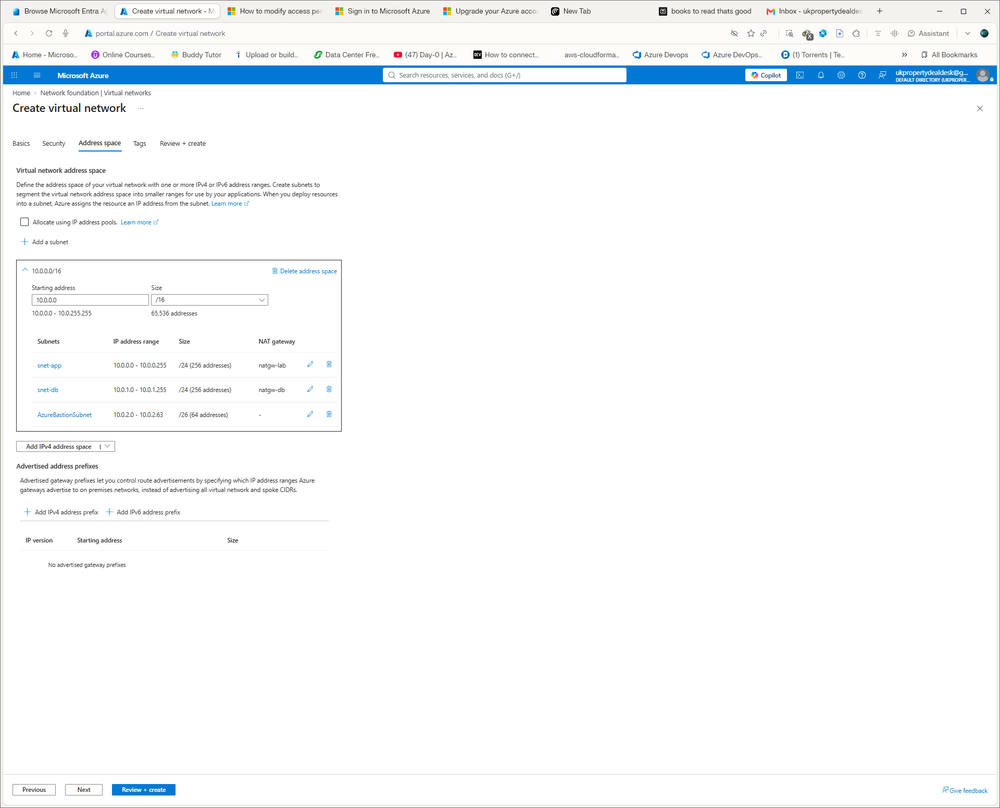 Browse Microsoft Entra Ap
Create virtual network - Mi
How to modify access per
Sign in to Microsoft Azure
Upgrade your Azure accou
New Tab
books to read thats good
Inbox - ukpropertydealdes
portal.azure.com / Create virtual network
Assistant
Home - Microso...
Online Courses...
Buddy Tutor
Upload or build...
Data Center Fre...
(47) Day-0 | Az...
DEV How to connect...
aws-cloudforma...
Azure Devops
Azure DevOps...
(1) Torrents | Te...
All Bookmarks
Microsoft Azure
Search resources, services, and docs (G+/)
Copilot
ukpropertydealdesk@g...
DEFAULT DIRECTORY (UKPROPER...
Home > Network foundation | Virtual networks
Create virtual network ...
Basics
Security
Address space
Tags
Review + create
Virtual network address space
Define the address space of your virtual network with one or more IPv4 or IPv6 address ranges. Create subnets to
segment the virtual network address space into smaller ranges for use by your applications. When you deploy resources
into a subnet, Azure assigns the resource an IP address from the subnet. Learn more
Allocate using IP address pools. Learn more
Add a subnet
10.0.0.0/16
Delete address space
Starting address Size
10.0.0.0 /16
10.0.0.0 - 10.0.255.255 65,536 addresses
Subnets IP address range Size NAT gateway
snet-app 10.0.0.0 - 10.0.0.255 /24 (256 addresses) natgw-lab
snet-db 10.0.1.0 - 10.0.1.255 /24 (256 addresses) natgw-db
AzureBastionSubnet 10.0.2.0 - 10.0.2.63 /26 (64 addresses) -
Add IPv4 address space |
Advertised address prefixes
Advertised gateway prefixes let you control route advertisements by specifying which IP address ranges Azure
gateways advertise to on premises networks, instead of advertising all virtual network and spoke CIDRs.
Add IPv4 address prefix
Add IPv6 address prefix
IP version Starting address Size
No advertised gateway prefixes
Previous
Next
Review + create
Give feedback